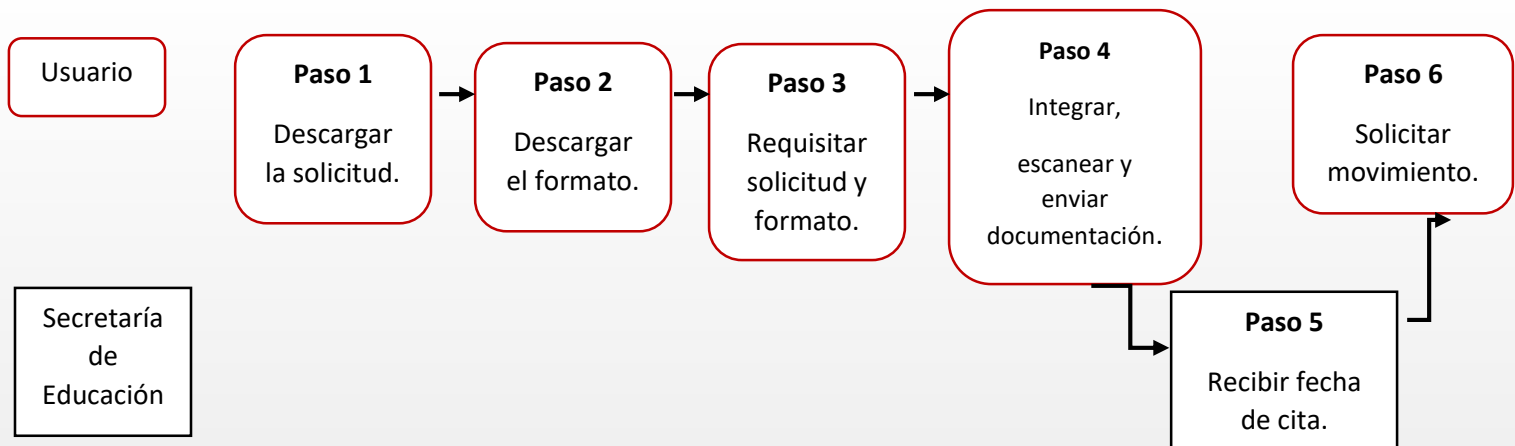 Usuario
Paso 1
Descargar
la solicitud.
Paso 2
Descargar
el formato.
Paso 3
Requisitar
solicitud y
formato.
Paso 4
Integrar,
escanear y
enviar
documentación.
Paso 6
Solicitar
movimiento.
Secretaría
de
Educación
Paso 5
Recibir fecha
de cita.